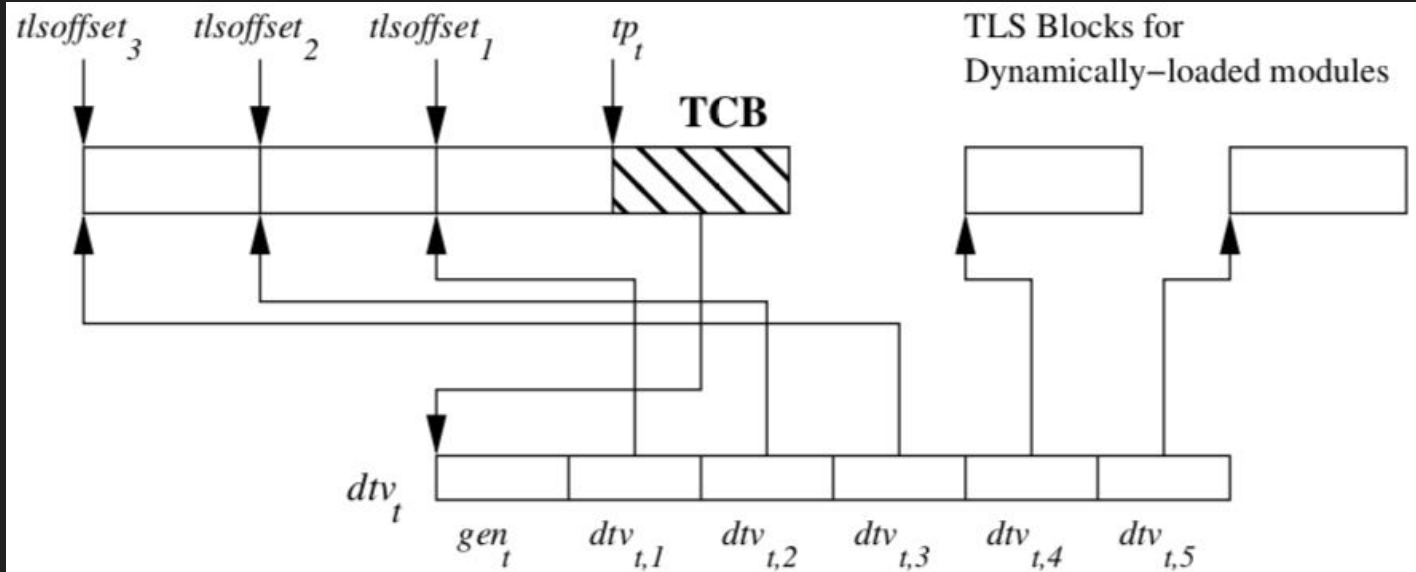 tlsoffset3 tlsoffset2 tlsoffset1 tpt TLS Blocks for
Dynamically−loaded modules
TCB
dtvt
gent dtvt,1 dtvt,2 dtvt,3 dtvt,4 dtvt,5